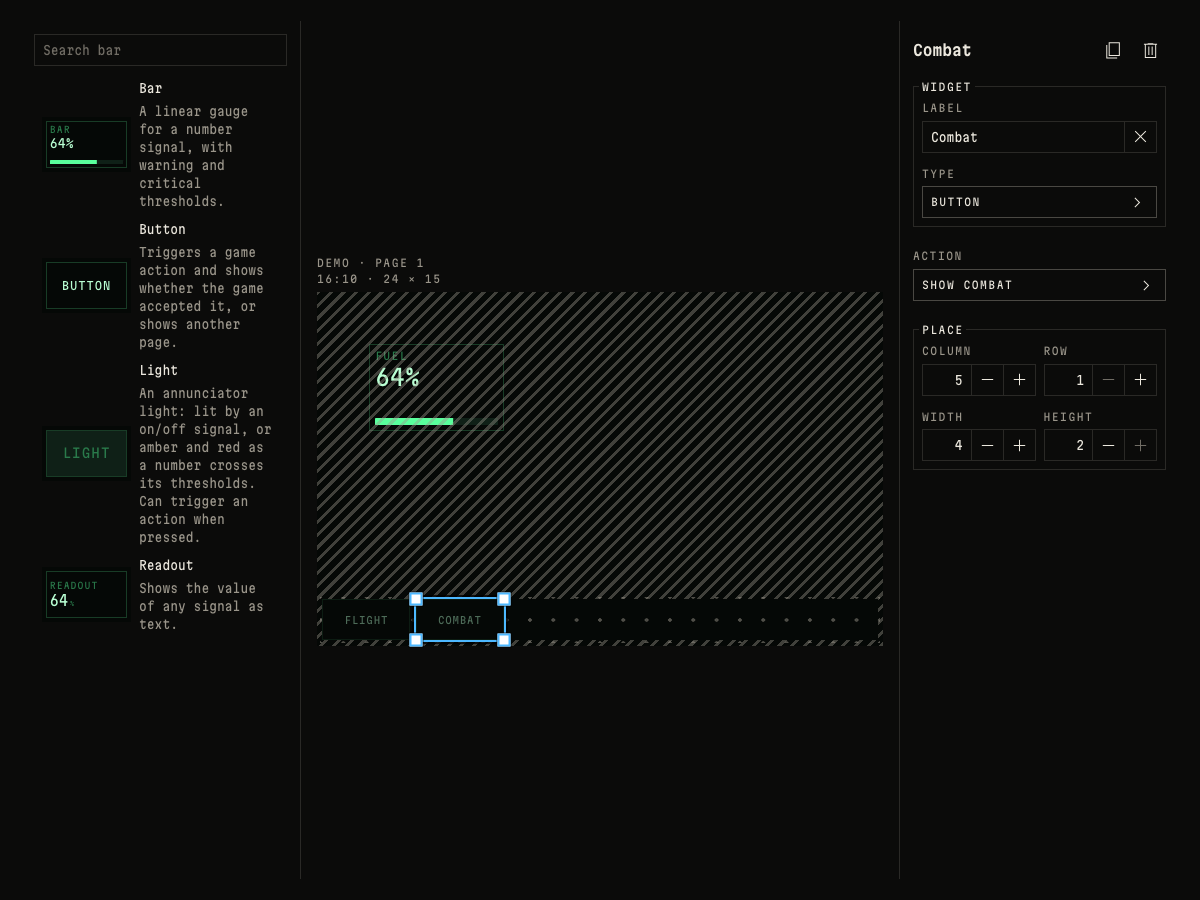 Search bar
Bar
A linear gauge
for a number
signal, with
warning and
critical
thresholds.
BAR
64%
Button
Triggers a game
action and shows
whether the game
accepted it, or
shows another
page.
BUTTON
Light
An annunciator
light: lit by an
on/off signal, or
amber and red as
a number crosses
its thresholds.
Can trigger an
action when
pressed.
LIGHT
Readout
Shows the value
of any signal as
text.
READOUT
64%
DEMO · PAGE 1
16:10 · 24 × 15
FUEL
64%
FLIGHT
COMBAT
Combat
WIDGET
LABEL
Combat
TYPE
BUTTON
ACTION
SHOW COMBAT
PLACE
COLUMN ROW
5 1
WIDTH HEIGHT
4 2